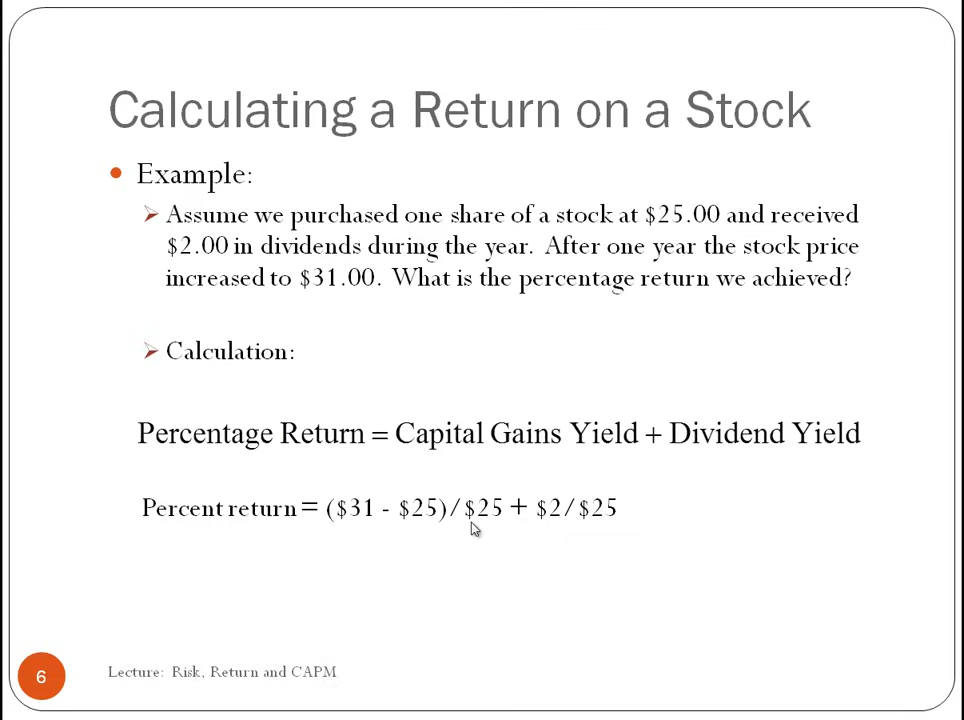 Calculating a Return on a Stock
Example:
Assume we purchased one share of a stock at $25.00 and received
$2.00 in dividends during the year. After one year the stock price
increased to $31.00. What is the percentage return we achieved?
Calculation:
Percentage Return = Capital Gains Yield + Dividend Yield
Percent return = ($31 - $25)/$25 + $2/$25
6
Lecture: Risk, Return and CAPM